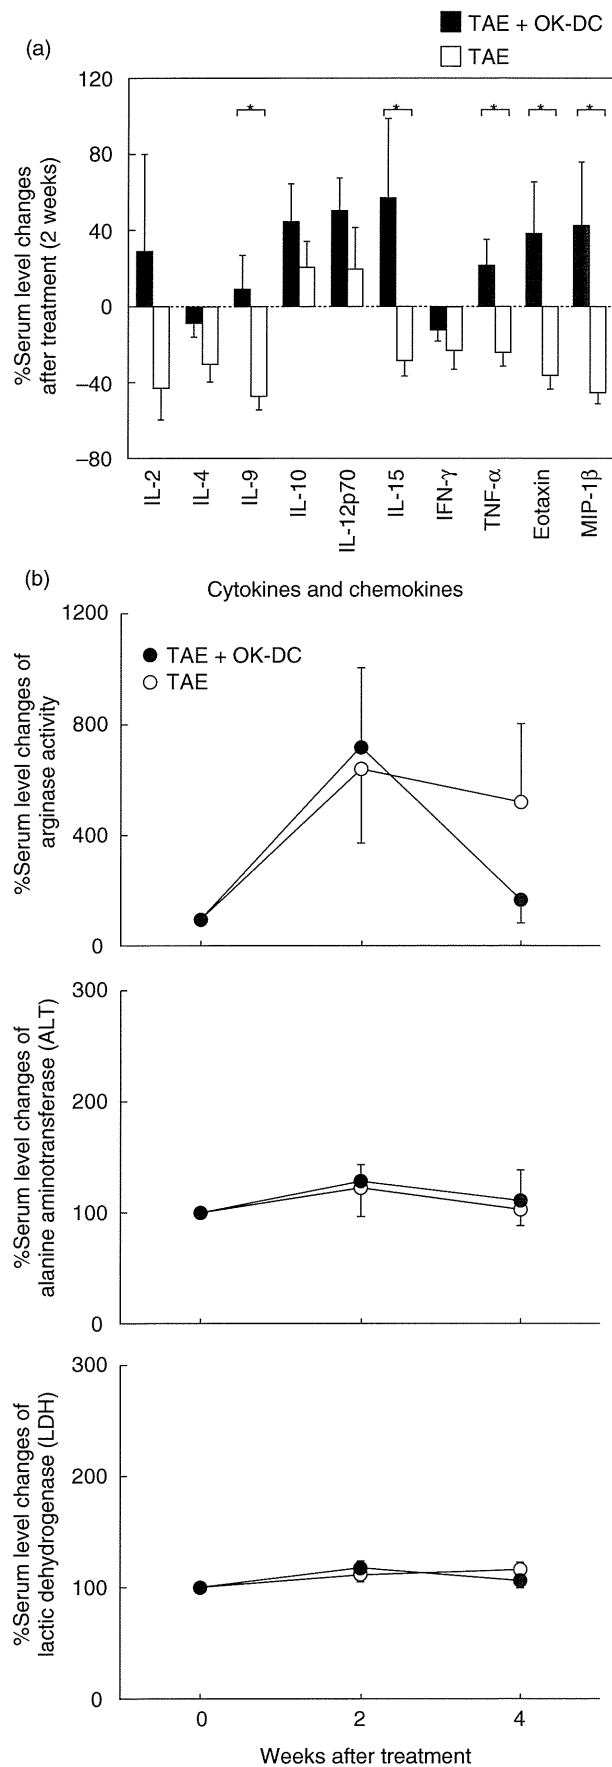 (a)
TAE + OK-DC
TAE
%Serum level changes
after treatment (2 weeks)
120
80
40
0
−40
−80
* * * * *
IL-2
IL-4
IL-9
IL-10
IL-12p70
IL-15
IFN-γ
TNF-α
Eotaxin
MIP-1β
Cytokines and chemokines
(b)
TAE + OK-DC
TAE
%Serum level changes of
arginase activity
1200
800
400
0
%Serum level changes of
alanine aminotransferase (ALT)
300
200
100
0
%Serum level changes of
lactic dehydrogenase (LDH)
300
200
100
0
0 2 4
Weeks after treatment